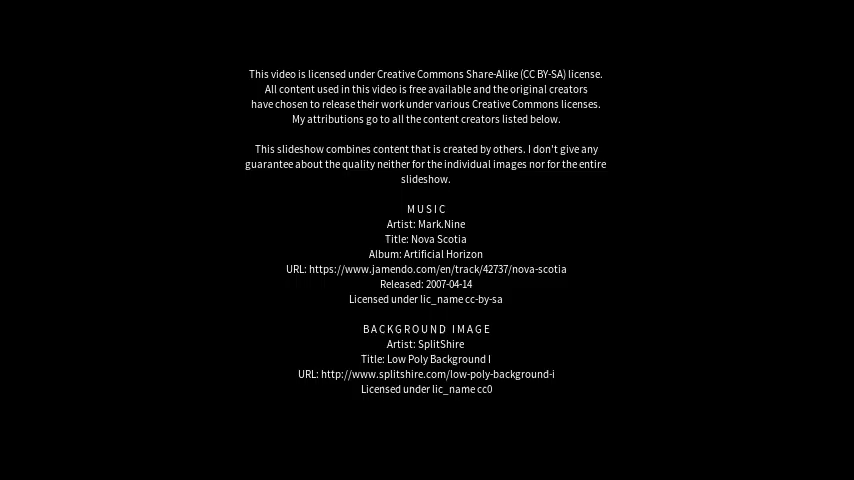 This video is licensed under Creative Commons Share-Alike (CC BY-SA) license.
All content used in this video is free available and the original creators
have chosen to release their work under various Creative Commons licenses.
My attributions go to all the content creators listed below.
This slideshow combines content that is created by others. I don't give any
guarantee about the quality neither for the individual images nor for the entire
slideshow.
MUSIC
Artist: Mark.Nine
Title: Nova Scotia
Album: Artificial Horizon
URL: https://www.jamendo.com/en/track/42737/nova-scotia
Released: 2007-04-14
Licensed under lic_name cc-by-sa
BACKGROUND IMAGE
Artist: SplitShire
Title: Low Poly Background I
URL: http://www.splitshire.com/low-poly-background-i
Licensed under lic_name cc0